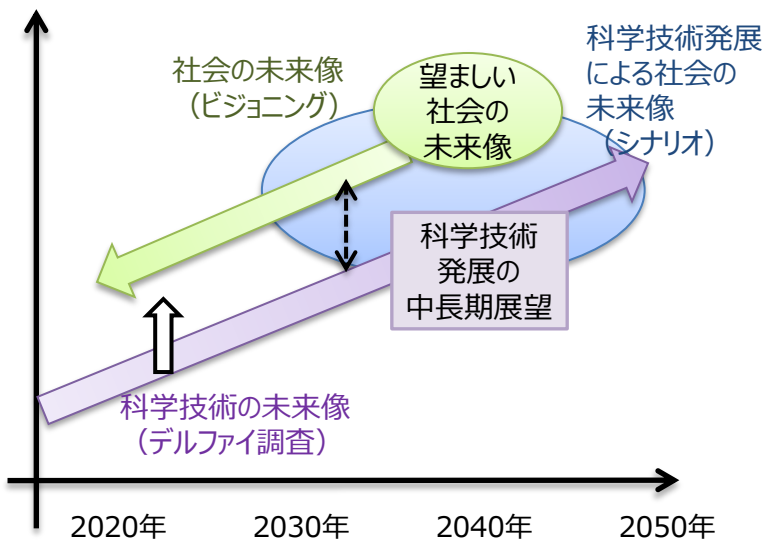 社会の未来像
（ビジョニング）
望ましい
社会の
未来像
科学技術発展
による社会の
未来像
（シナリオ）
科学技術
発展の
中長期展望
科学技術の未来像
（デルファイ調査）
2020年
2030年
2040年
2050年